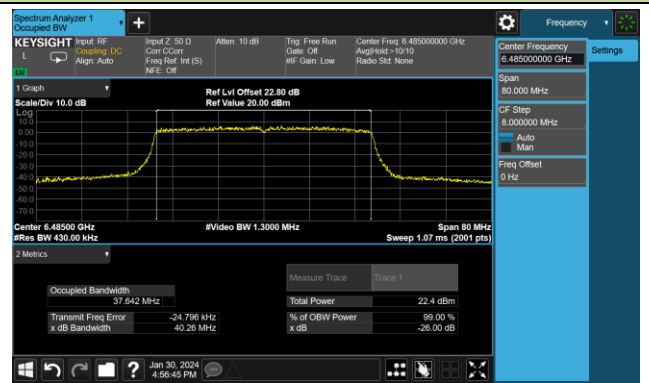 Spectrum Analyzer 1
Occupied BW
Frequency
KEYSIGHT
L
Input: RF
Coupling: DC
Align: Auto
Input Z: 50 Ω
Corr CCorr
Freq Ref: Int (S)
NFE: Off
Atten: 10 dB
Trig: Free Run
Gate: Off
#IF Gain: Low
Center Freq: 6.485000000 GHz
Avg|Hold:>10/10
Radio Std: None
Center Frequency
6.485000000 GHz
Settings
Span
80.000 MHz
CF Step
8.000000 MHz
Auto
Man
Freq Offset
0 Hz
1 Graph
Scale/Div 10.0 dB
Ref Lvl Offset 22.80 dB
Ref Value 20.00 dBm
Log
10.0
0.00
-10.0
-20.0
-30.0
-40.0
-50.0
-60.0
-70.0
Center 6.48500 GHz
#Video BW 1.3000 MHz
Span 80 MHz
#Res BW 430.00 kHz
Sweep 1.07 ms (2001 pts)
2 Metrics
Measure Trace
Trace 1
Occupied Bandwidth
37.642 MHz
Total Power
22.4 dBm
Transmit Freq Error
-24.796 kHz
% of OBW Power
99.00 %
x dB Bandwidth
40.26 MHz
x dB
-26.00 dB
?
Jan 30, 2024
4:56:45 PM